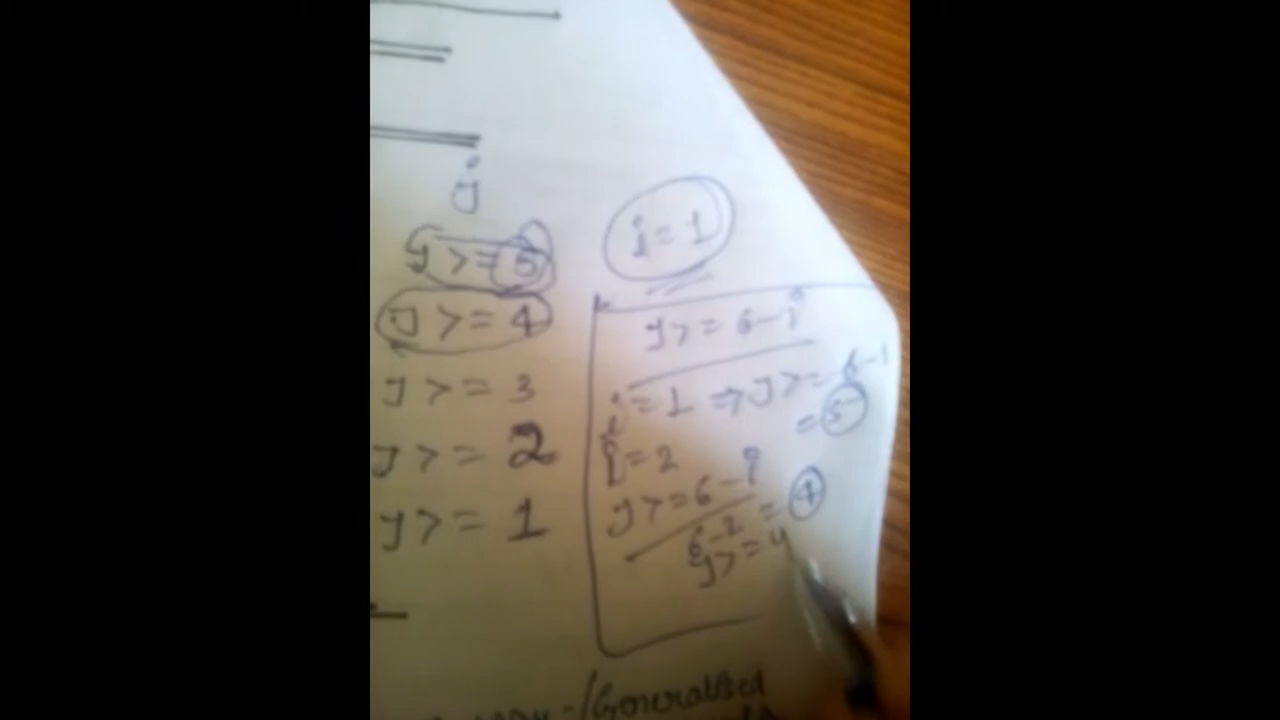 j
J >= 5
J >= 4
J >= 3
J >= 2
J >= 1
i = 1
J >= 6-i
i = 1 ⇒ J >= 6-1
= 5
i = 2
J >= 6-i
6-2 = 4
J >= 4
/Generalized